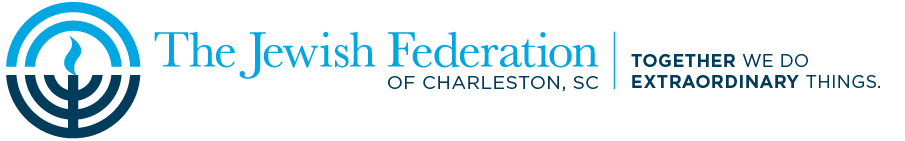 The Jewish Federation
OF CHARLESTON, SC
TOGETHER WE DO
EXTRAORDINARY THINGS.